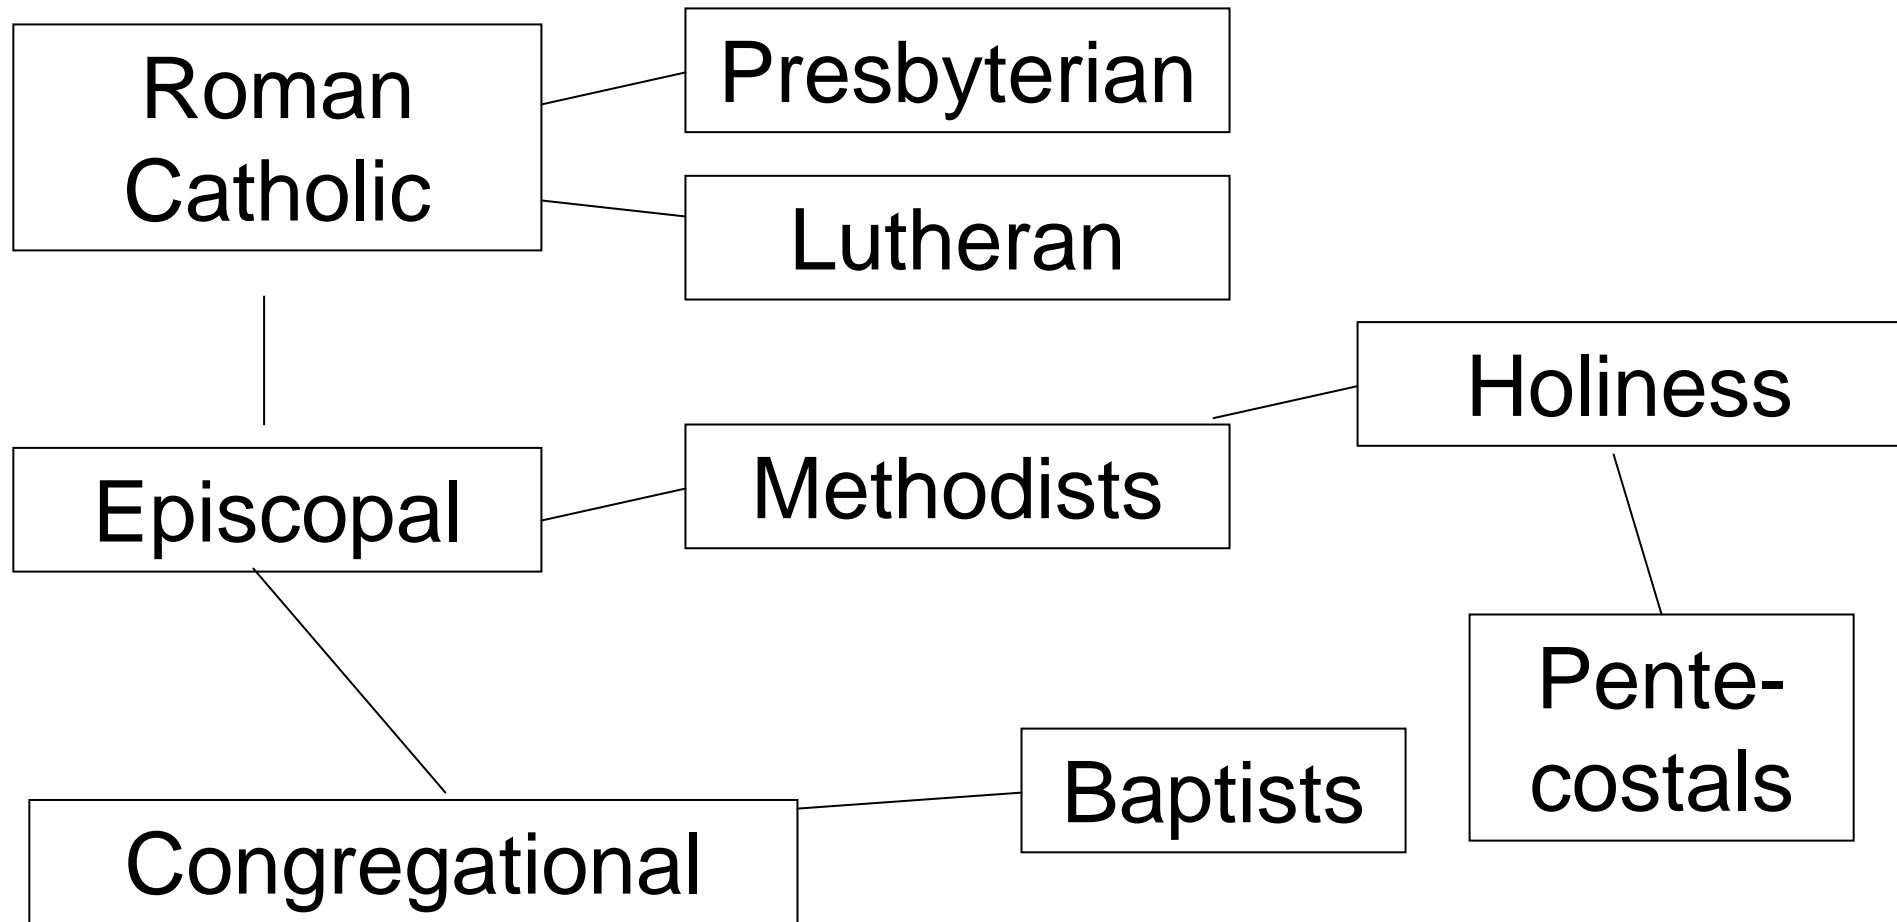 Roman
Catholic
Presbyterian
Lutheran
Holiness
Episcopal
Methodists
Pente-
costals
Baptists
Congregational